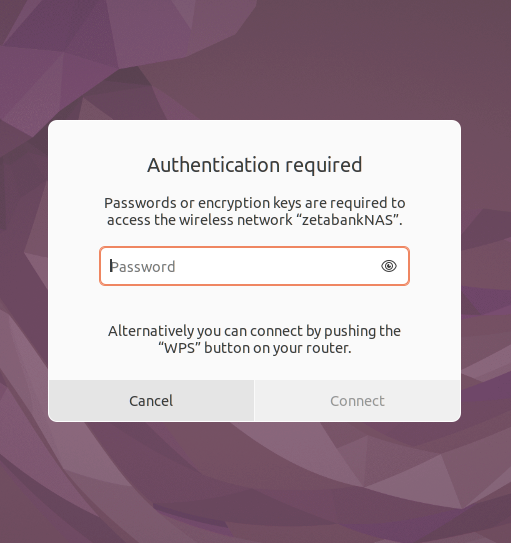 Authentication required
Passwords or encryption keys are required to
access the wireless network “zetabankNAS”.
Password
Alternatively you can connect by pushing the
“WPS” button on your router.
Cancel
Connect